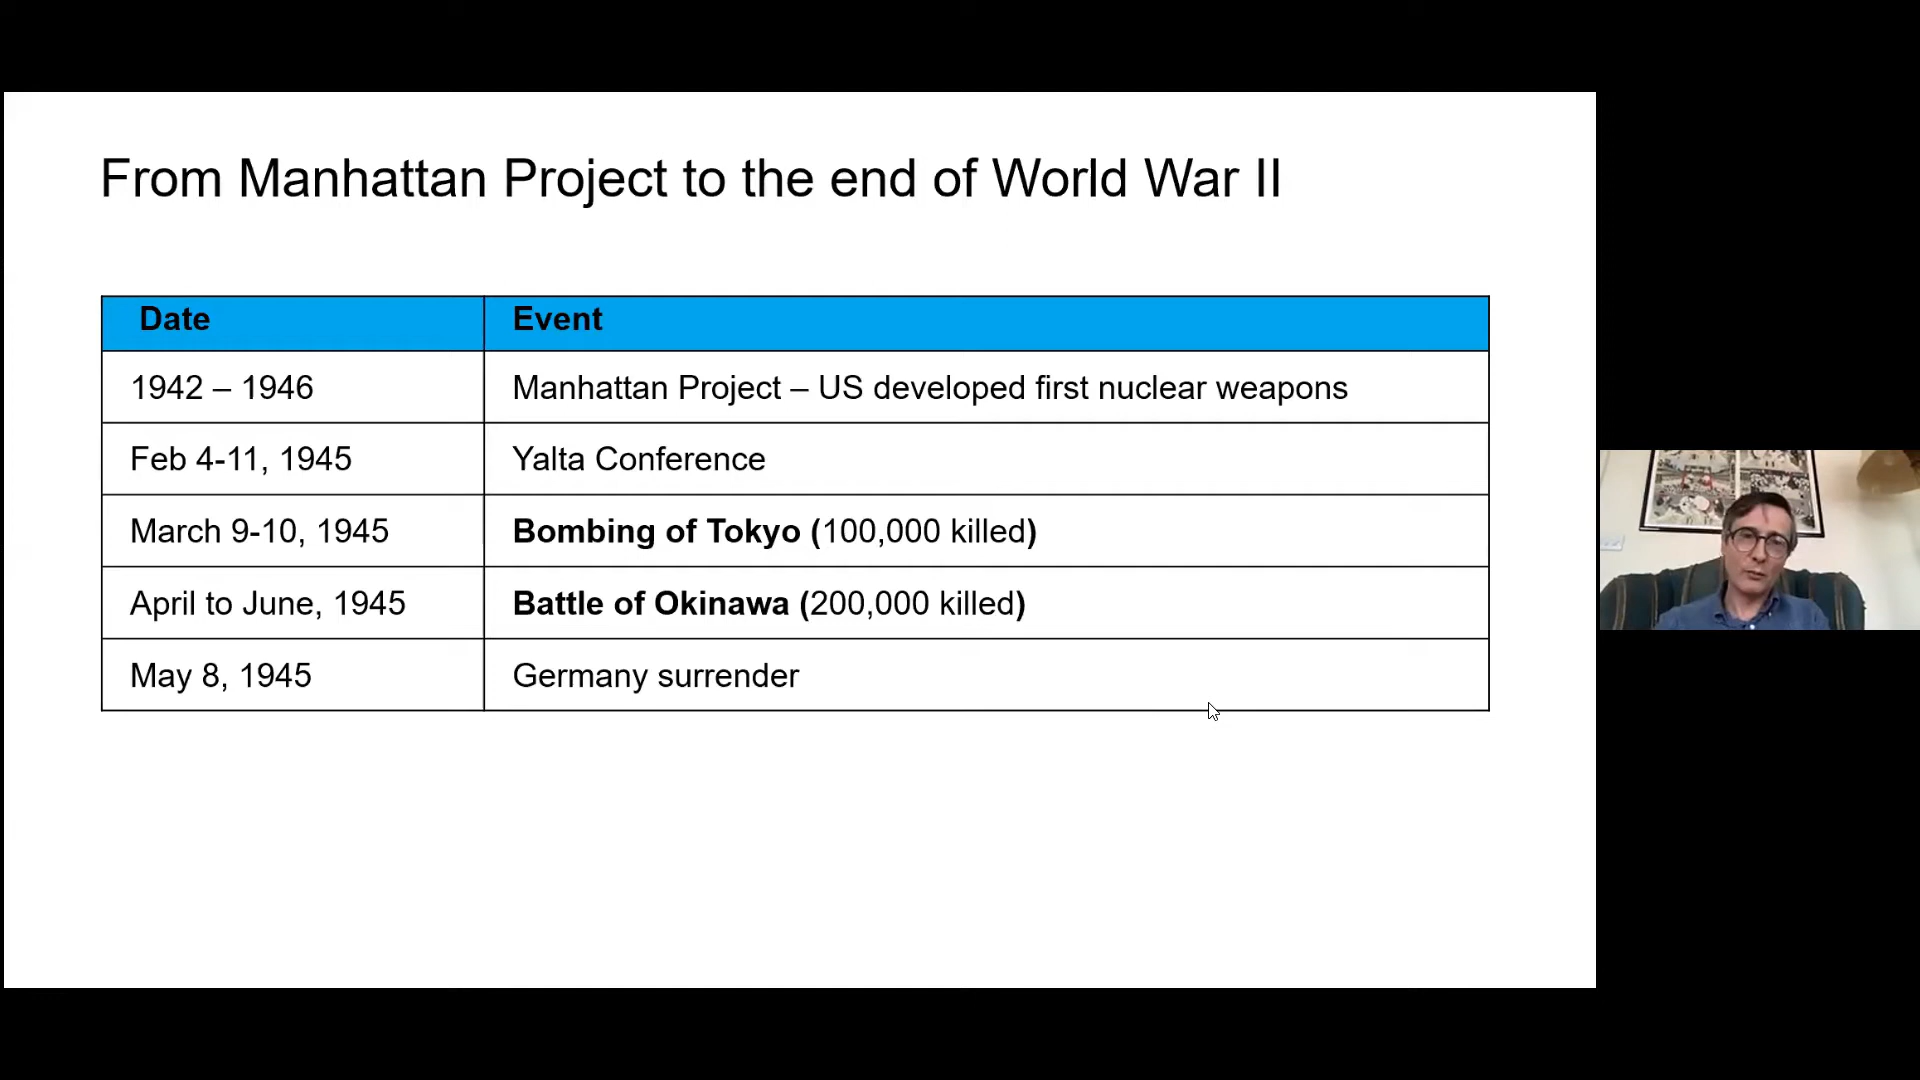 From Manhattan Project to the end of World War II
Date Event
1942 – 1946 Manhattan Project – US developed first nuclear weapons
Feb 4-11, 1945 Yalta Conference
March 9-10, 1945 Bombing of Tokyo (100,000 killed)
April to June, 1945 Battle of Okinawa (200,000 killed)
May 8, 1945 Germany surrender